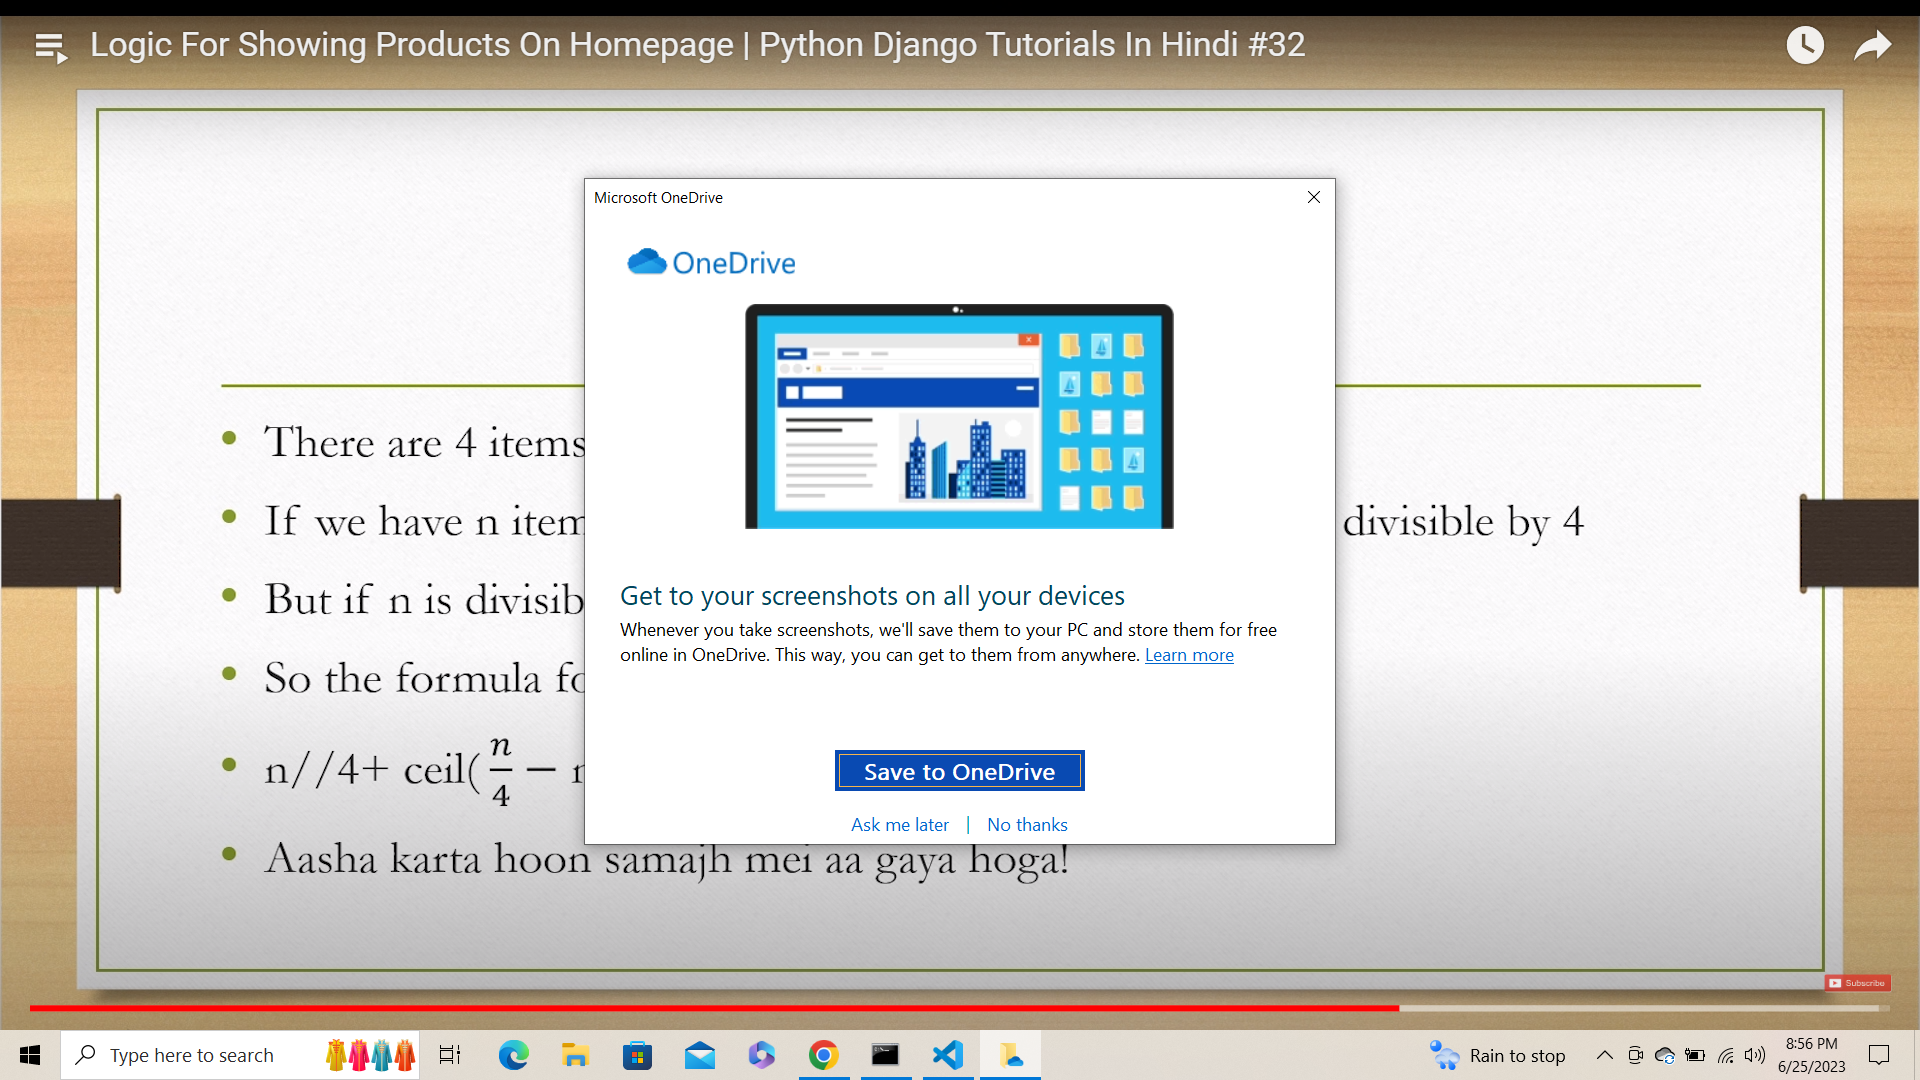 Logic For Showing Products On Homepage | Python Django Tutorials In Hindi #32
Microsoft OneDrive
OneDrive
Get to your screenshots on all your devices
Whenever you take screenshots, we'll save them to your PC and store them for free
online in OneDrive. This way, you can get to them from anywhere. Learn more
Save to OneDrive
Ask me later | No thanks
There are 4 items
If we have n item divisible by 4
But if n is divisib
So the formula fo
n//4+ ceil(n/4 −
Aasha karta hoon samajh mei aa gaya hoga!
Subscribe
Type here to search
Rain to stop
8:56 PM
6/25/2023